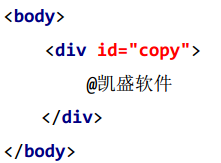 <body>
<div id="copy">
@凯盛软件
</div>
</body>